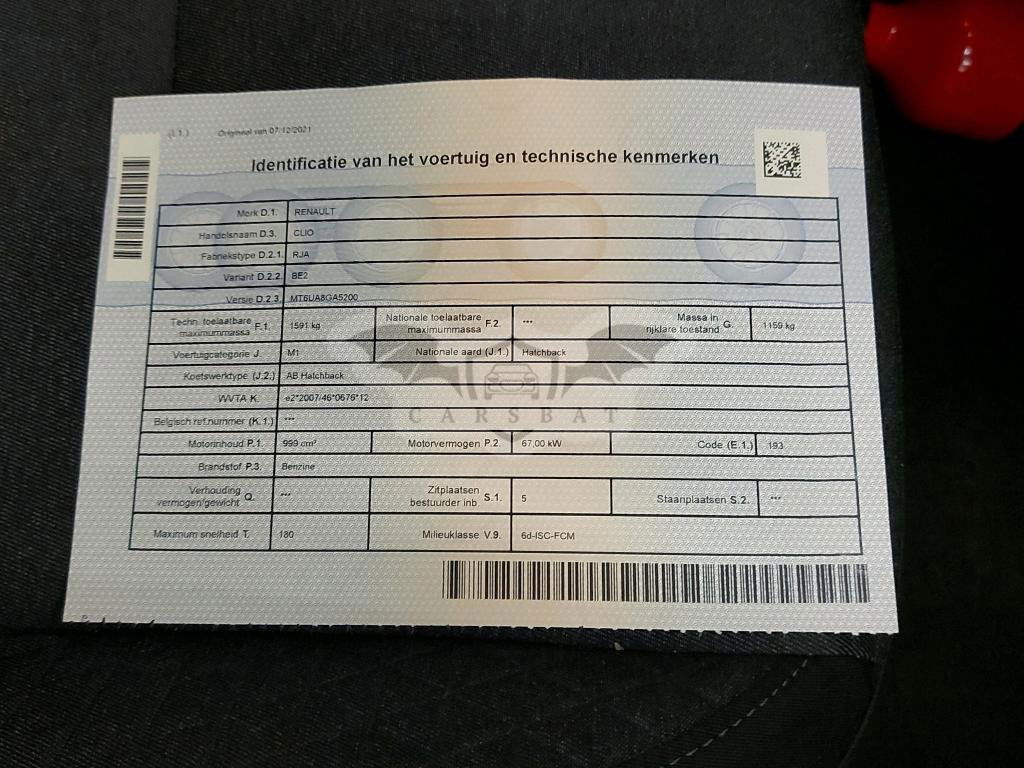 (I.1.) Origineel van 07/12/2021
Identificatie van het voertuig en technische kenmerken
Merk D.1. RENAULT
Handelsnaam D.3. CLIO
Fabriekstype D.2.1. RJA
Variant D.2.2. BE2
Versie D.2.3. MT6UA8GA5200
Techn. toelaatbare maximummassa F.1. 1591 kg Nationale toelaatbare maximummassa F.2. --- Massa in rijklare toestand G. 1159 kg
Voertuigcategorie J. M1 Nationale aard (J.1.) Hatchback
Koetswerktype (J.2.) AB Hatchback
WVTA K. e2*2007/46*0676*12
CARSBAT
Belgisch ref.nummer (K.1.) ---
Motorinhoud P.1. 999 cm³ Motorvermogen P.2. 67,00 kW Code (E.1.) 193
Brandstof P.3. Benzine
Verhouding vermogen/gewicht Q. --- Zitplaatsen bestuurder inb. S.1. 5 Staanplaatsen S.2. ---
Maximum snelheid T. 180 Milieuklasse V.9. 6d-ISC-FCM